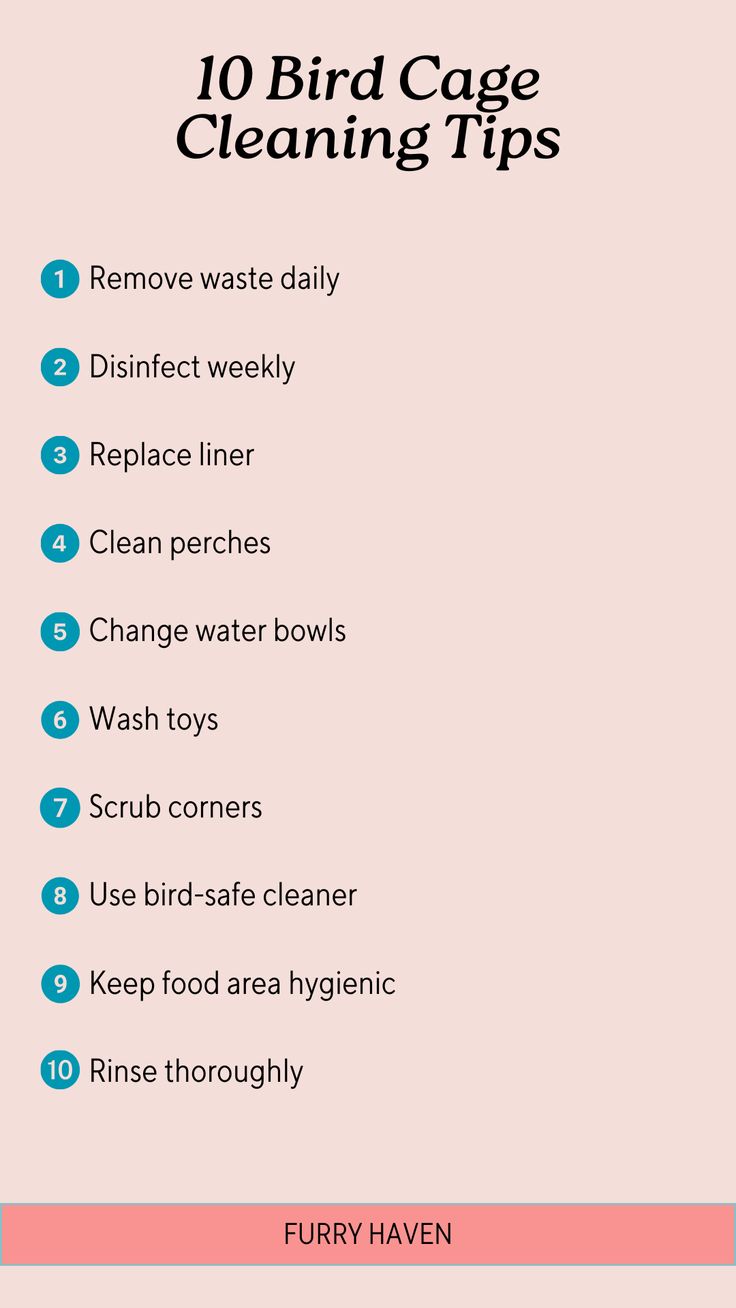 10 Bird Cage
Cleaning Tips
1 Remove waste daily
2 Disinfect weekly
3 Replace liner
4 Clean perches
5 Change water bowls
6 Wash toys
7 Scrub corners
8 Use bird-safe cleaner
9 Keep food area hygienic
10 Rinse thoroughly
FURRY HAVEN